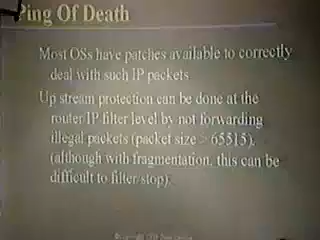 Ping Of Death
Most OSs have patches available to correctly
deal with such IP packets
Up stream protection can be done at the
router IP filter level by not forwarding
illegal packets (packet size > 65515).
(although with fragmentation, this can be
difficult to filter/stop)